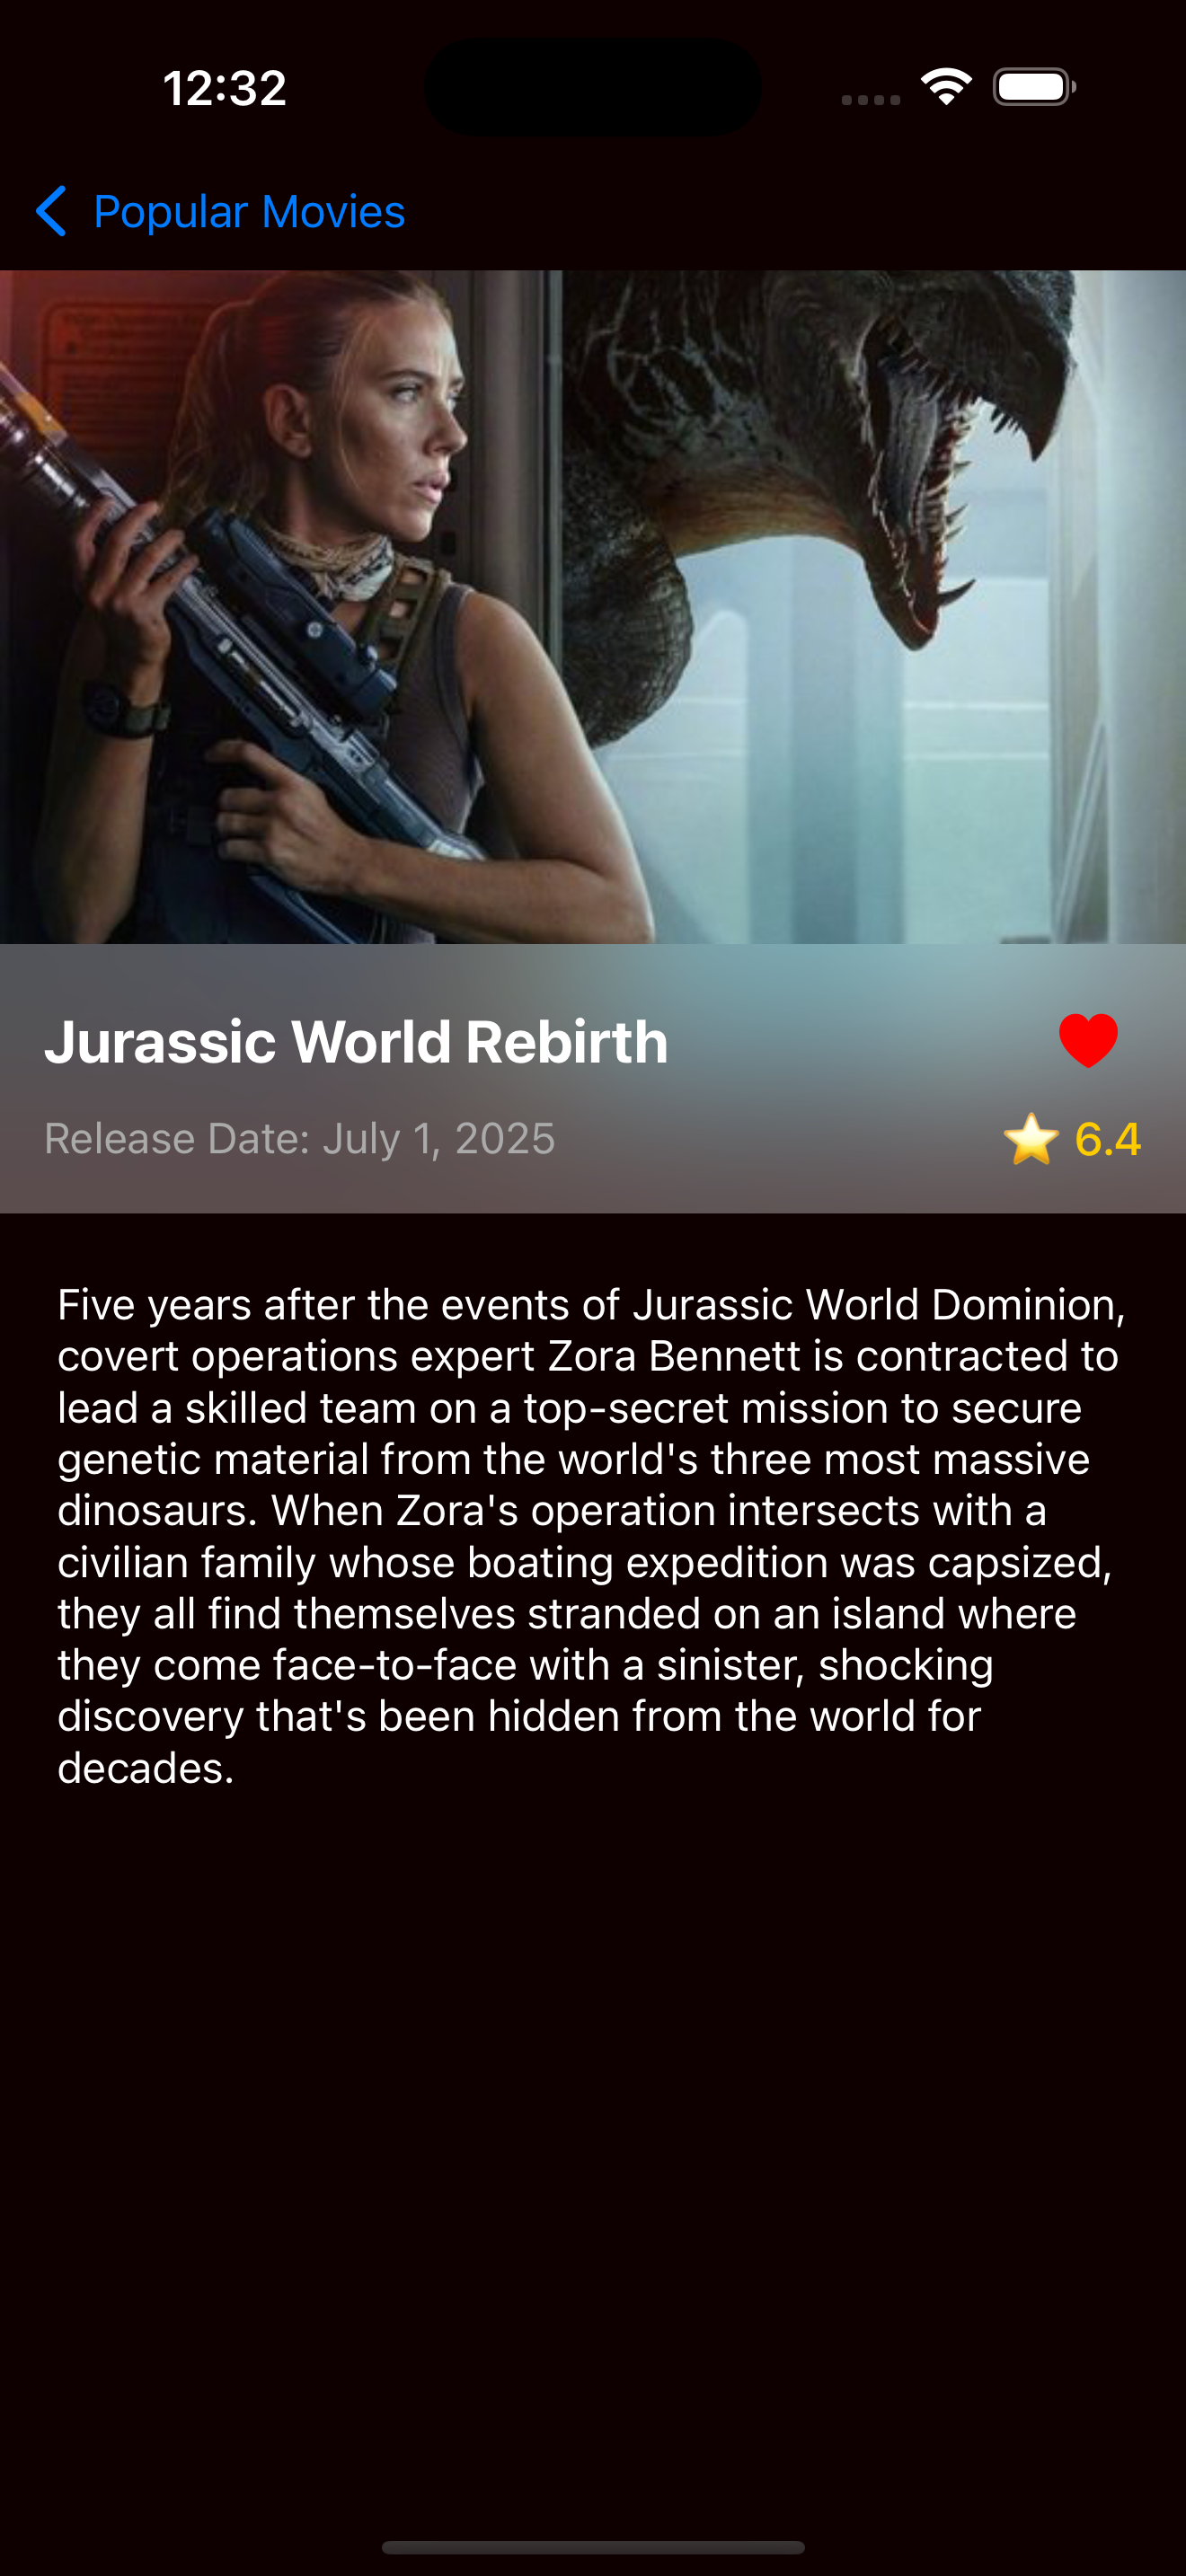 12:32
Popular Movies
Jurassic World Rebirth
Release Date: July 1, 2025
⭐ 6.4
Five years after the events of Jurassic World Dominion,
covert operations expert Zora Bennett is contracted to
lead a skilled team on a top-secret mission to secure
genetic material from the world's three most massive
dinosaurs. When Zora's operation intersects with a
civilian family whose boating expedition was capsized,
they all find themselves stranded on an island where
they come face-to-face with a sinister, shocking
discovery that's been hidden from the world for
decades.